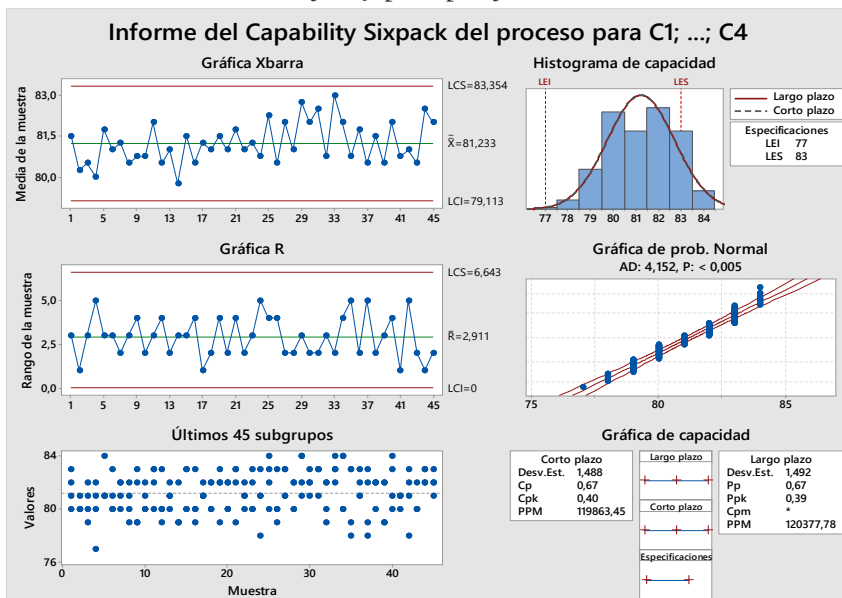 Informe del Capability Sixpack del proceso para C1; ...; C4
Gráfica Xbarra
Media de la muestra
83,0
81,5
80,0
1 5 9 13 17 21 25 29 33 37 41 45
LCS=83,354
X=81,233
LCI=79,113
Histograma de capacidad
LEI LES
77 78 79 80 81 82 83 84
Largo plazo
Corto plazo
Especificaciones
LEI 77
LES 83
Gráfica R
Rango de la muestra
5,0
2,5
0,0
1 5 9 13 17 21 25 29 33 37 41 45
LCS=6,643
R=2,911
LCI=0
Gráfica de prob. Normal
AD: 4,152, P: < 0,005
75 80 85
Últimos 45 subgrupos
Valores
84
80
76
0 10 20 30 40
Muestra
Gráfica de capacidad
Corto plazo
Desv.Est. 1,488
Cp 0,67
Cpk 0,40
PPM 119863,45
Largo plazo
Corto plazo
Especificaciones
Largo plazo
Desv.Est. 1,492
Pp 0,67
Ppk 0,39
Cpm *
PPM 120377,78